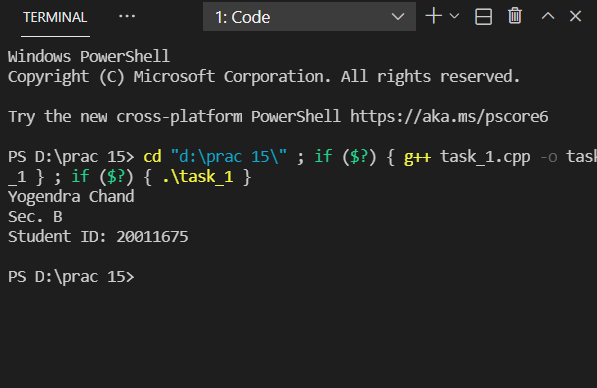 TERMINAL ... 1: Code
Windows PowerShell
Copyright (C) Microsoft Corporation. All rights reserved.
Try the new cross-platform PowerShell https://aka.ms/pscore6
PS D:\prac 15> cd "d:\prac 15\" ; if ($?) { g++ task_1.cpp -o task
_1 } ; if ($?) { .\task_1 }
Yogendra Chand
Sec. B
Student ID: 20011675
PS D:\prac 15>